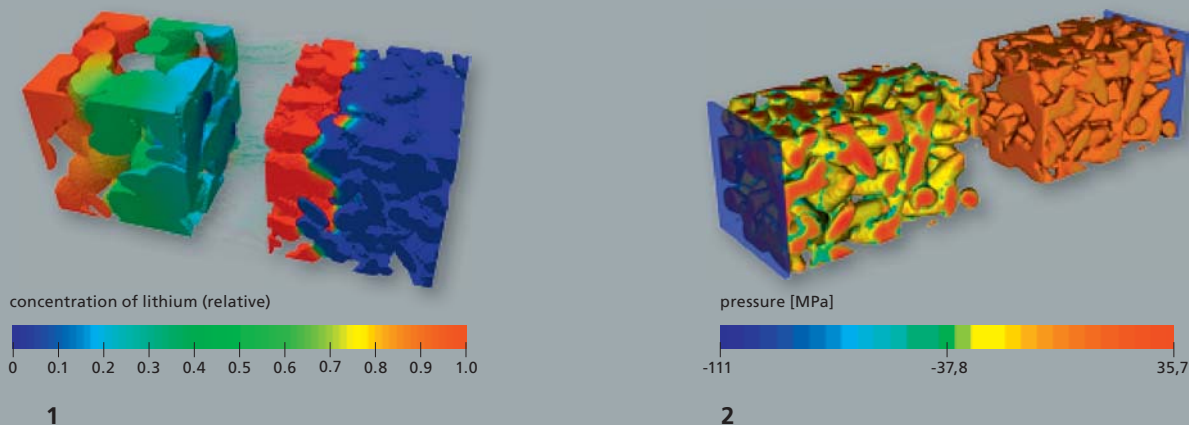 concentration of lithium (relative)
0 0.1 0.2 0.3 0.4 0.5 0.6 0.7 0.8 0.9 1.0
1
pressure [MPa]
-111 -37,8 35,7
2